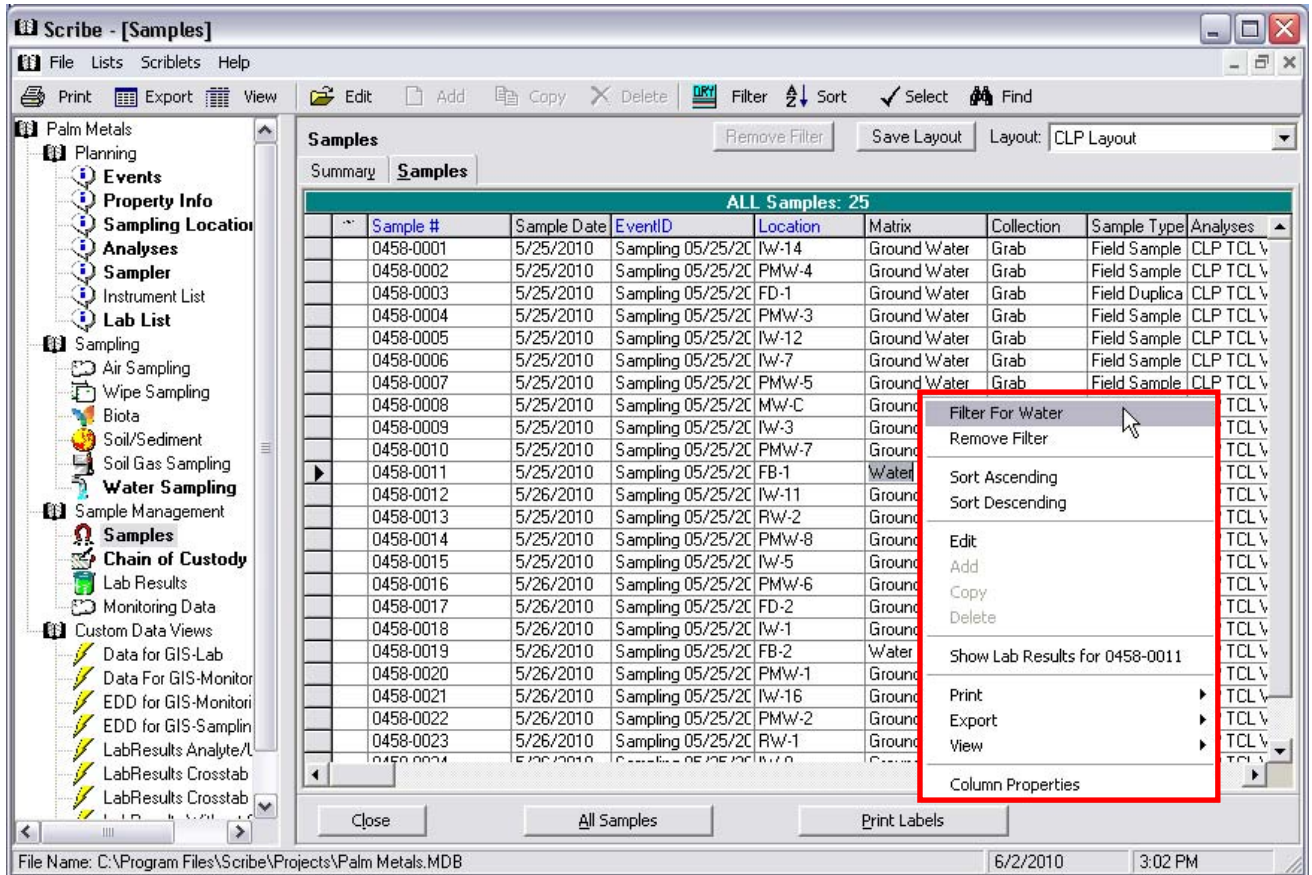 Scribe - [Samples]
File Lists Scriblets Help
Print Export View Edit Add Copy Delete QRY Filter Sort Select Find
Palm Metals
Planning
Events
Property Info
Sampling Location
Analyses
Sampler
Instrument List
Lab List
Sampling
Air Sampling
Wipe Sampling
Biota
Soil/Sediment
Soil Gas Sampling
Water Sampling
Sample Management
Samples
Chain of Custody
Lab Results
Monitoring Data
Custom Data Views
Data for GIS-Lab
Data For GIS-Monitor
EDD for GIS-Monitori
EDD for GIS-Samplin
LabResults Analyte/L
LabResults Crosstab
LabResults Crosstab
Samples Remove Filter Save Layout Layout: CLP Layout
Summary Samples
ALL Samples: 25
Sample # Sample Date EventID Location Matrix Collection Sample Type Analyses
0458-0001 5/25/2010 Sampling 05/25/20 IW-14 Ground Water Grab Field Sample CLP TCL V
0458-0002 5/25/2010 Sampling 05/25/20 PMW-4 Ground Water Grab Field Sample CLP TCL V
0458-0003 5/25/2010 Sampling 05/25/20 FD-1 Ground Water Grab Field Duplica CLP TCL V
0458-0004 5/25/2010 Sampling 05/25/20 PMW-3 Ground Water Grab Field Sample CLP TCL V
0458-0005 5/25/2010 Sampling 05/25/20 IW-12 Ground Water Grab Field Sample CLP TCL V
0458-0006 5/25/2010 Sampling 05/25/20 IW-7 Ground Water Grab Field Sample CLP TCL V
0458-0007 5/25/2010 Sampling 05/25/20 PMW-5 Ground Water Grab Field Sample CLP TCL V
0458-0008 5/25/2010 Sampling 05/25/20 MW-C Ground TCL V
0458-0009 5/25/2010 Sampling 05/25/20 IW-3 Ground TCL V
0458-0010 5/25/2010 Sampling 05/25/20 PMW-7 Ground TCL V
0458-0011 5/25/2010 Sampling 05/25/20 FB-1 Water TCL V
0458-0012 5/26/2010 Sampling 05/25/20 IW-11 Ground TCL V
0458-0013 5/25/2010 Sampling 05/25/20 RW-2 Ground TCL V
0458-0014 5/25/2010 Sampling 05/25/20 PMW-8 Ground TCL V
0458-0015 5/25/2010 Sampling 05/25/20 IW-5 Ground TCL V
0458-0016 5/26/2010 Sampling 05/25/20 PMW-6 Ground TCL V
0458-0017 5/26/2010 Sampling 05/25/20 FD-2 Ground TCL V
0458-0018 5/26/2010 Sampling 05/25/20 IW-1 Ground TCL V
0458-0019 5/26/2010 Sampling 05/25/20 FB-2 Water TCL V
0458-0020 5/26/2010 Sampling 05/25/20 PMW-1 Ground TCL V
0458-0021 5/26/2010 Sampling 05/25/20 IW-16 Ground TCL V
0458-0022 5/26/2010 Sampling 05/25/20 PMW-2 Ground TCL V
0458-0023 5/26/2010 Sampling 05/25/20 RW-1 Ground TCL V
Filter For Water
Remove Filter
Sort Ascending
Sort Descending
Edit
Add
Copy
Delete
Show Lab Results for 0458-0011
Print
Export
View
Column Properties
Close All Samples Print Labels
File Name: C:\Program Files\Scribe\Projects\Palm Metals.MDB 6/2/2010 3:02 PM